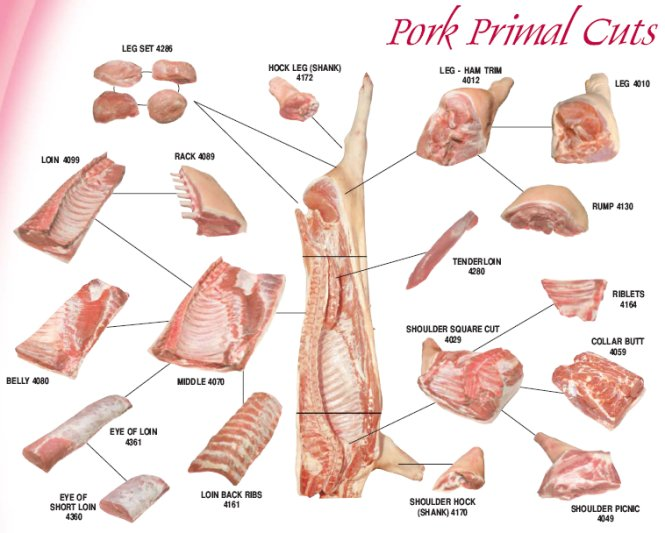 Pork Primal Cuts
LEG SET 4286
HOCK LEG (SHANK)
4172
LEG - HAM TRIM
4012
LEG 4010
LOIN 4099
RACK 4089
RUMP 4130
TENDERLOIN
4280
RIBLETS
4164
SHOULDER SQUARE CUT
4029
COLLAR BUTT
4059
BELLY 4080
MIDDLE 4070
EYE OF LOIN
4361
EYE OF
SHORT LOIN
4360
LOIN BACK RIBS
4161
SHOULDER HOCK
(SHANK) 4170
SHOULDER PICNIC
4049